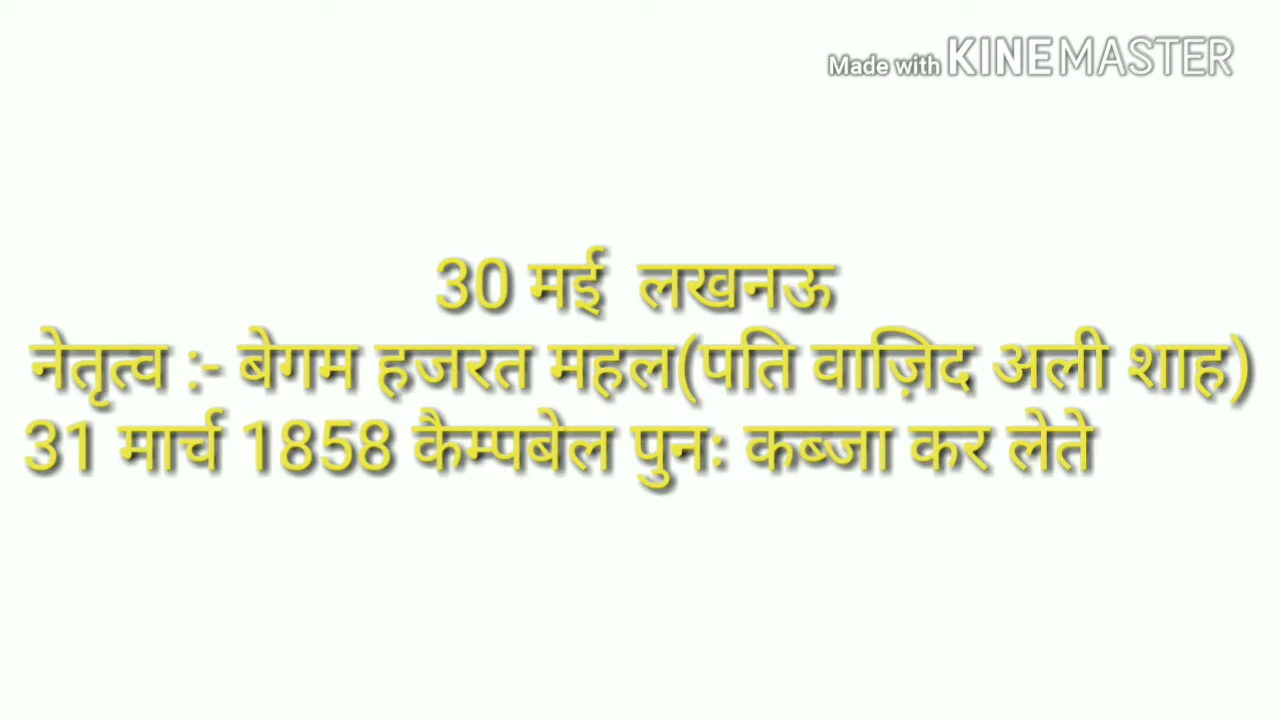 Made with KINEMASTER
30 मई लखनऊ
नेतृत्व :- बेगम हजरत महल(पति वाज़िद अली शाह)
31 मार्च 1858 कैम्पबेल पुनः कब्जा कर लेते